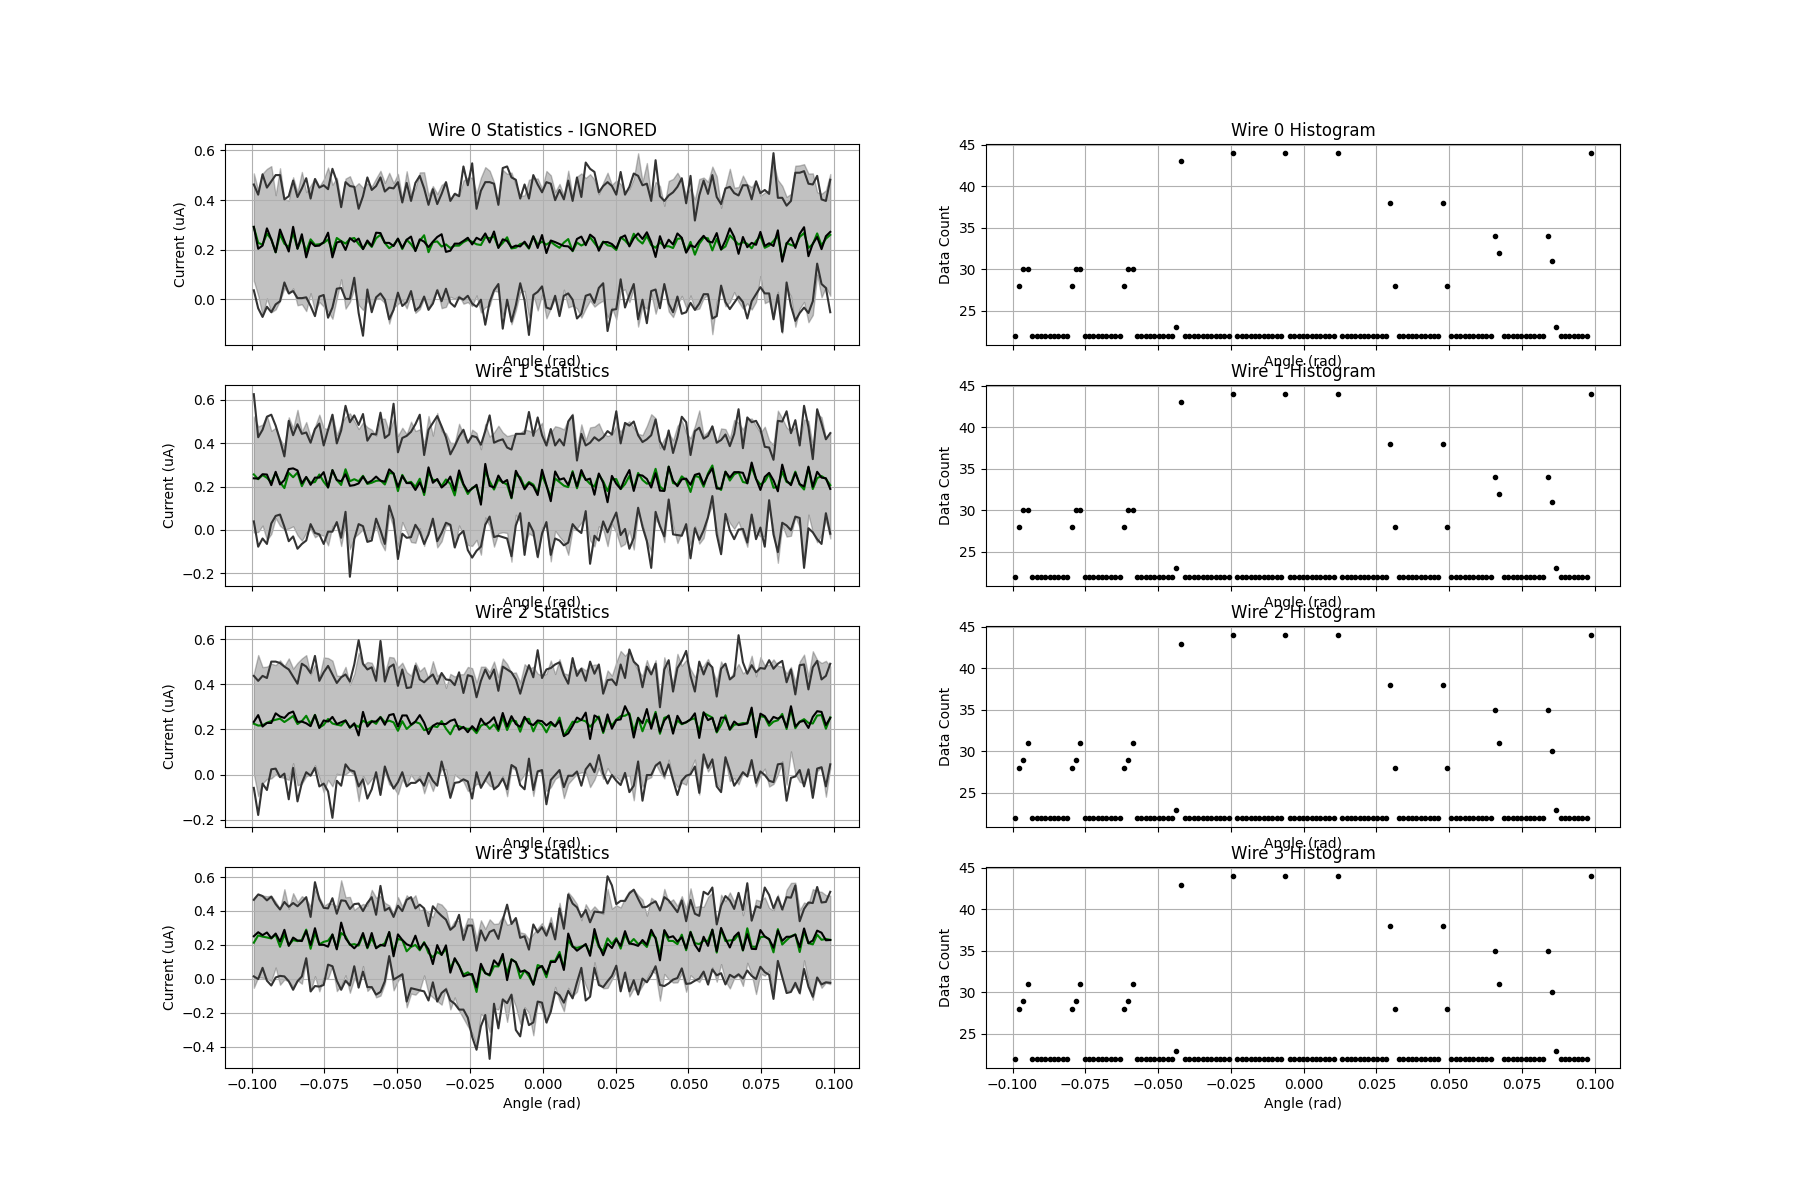 Wire 0 Statistics - IGNORED
0.6
0.4
0.2
0.0
Current (uA)
Angle (rad)
Wire 0 Histogram
45
40
35
30
25
Data Count
Angle (rad)
Wire 1 Statistics
0.6
0.4
0.2
0.0
−0.2
Current (uA)
Angle (rad)
Wire 1 Histogram
45
40
35
30
25
Data Count
Angle (rad)
Wire 2 Statistics
0.6
0.4
0.2
0.0
−0.2
Current (uA)
Angle (rad)
Wire 2 Histogram
45
40
35
30
25
Data Count
Angle (rad)
Wire 3 Statistics
0.6
0.4
0.2
0.0
−0.2
−0.4
Current (uA)
−0.100 −0.075 −0.050 −0.025 0.000 0.025 0.050 0.075 0.100
Angle (rad)
Wire 3 Histogram
45
40
35
30
25
Data Count
−0.100 −0.075 −0.050 −0.025 0.000 0.025 0.050 0.075 0.100
Angle (rad)